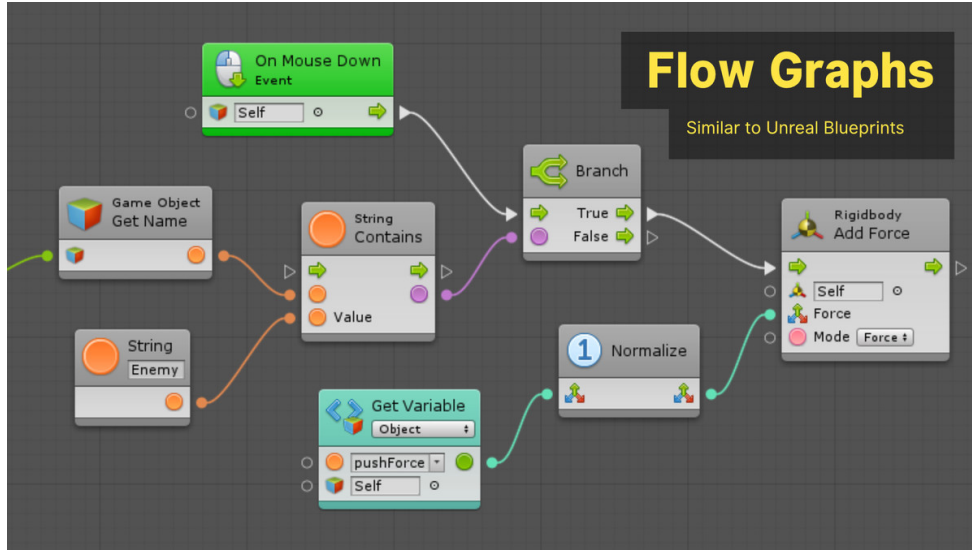 Flow Graphs
Similar to Unreal Blueprints
On Mouse Down
Event
Self
Branch
True
False
Game Object
Get Name
String
Contains
Value
String
Enemy
Rigidbody
Add Force
Self
Force
Mode Force
1 Normalize
Get Variable
Object
pushForce
Self